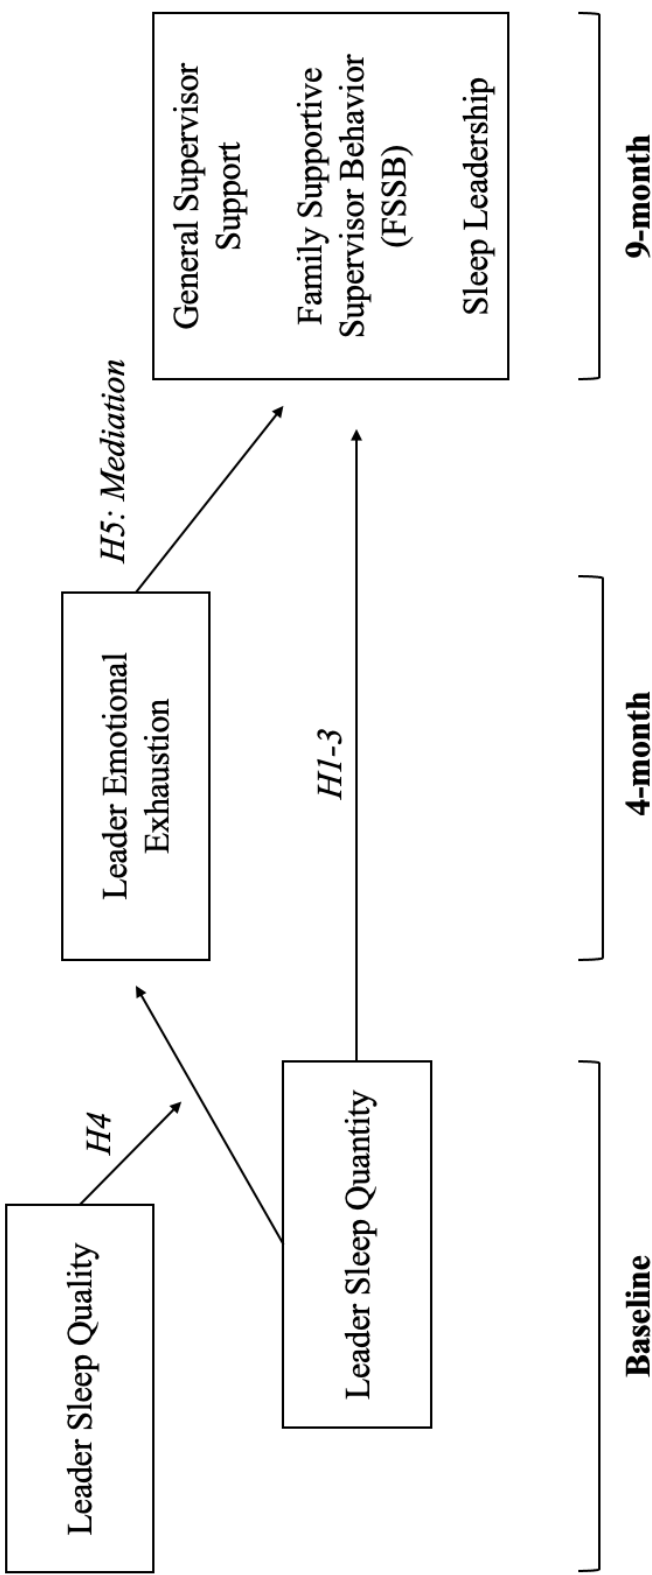 Leader Sleep Quality
H4
Leader Sleep Quantity
Leader Emotional
Exhaustion
H5: Mediation
H1-3
General Supervisor
Support
Family Supportive
Supervisor Behavior
(FSSB)
Sleep Leadership
Baseline
4-month
9-month